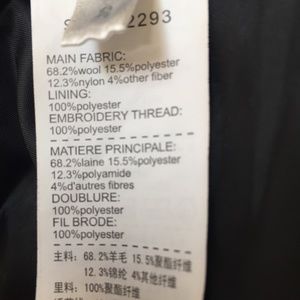 2293
MAIN FABRIC:
68.2%wool 15.5%polyester
12.3%nylon 4%other fiber
LINING:
100%polyester
EMBROIDERY THREAD:
100%polyester
MATIERE PRINCIPALE:
68.2%laine 15.5%polyester
12.3%polyamide
4%d'autres fibres
DOUBLURE:
100%polyester
FIL BRODE:
100%polyester
主料: 68.2%羊毛 15.5%聚酯纤维
12.3%锦纶 4%其他纤维
里料: 100%聚酯纤维